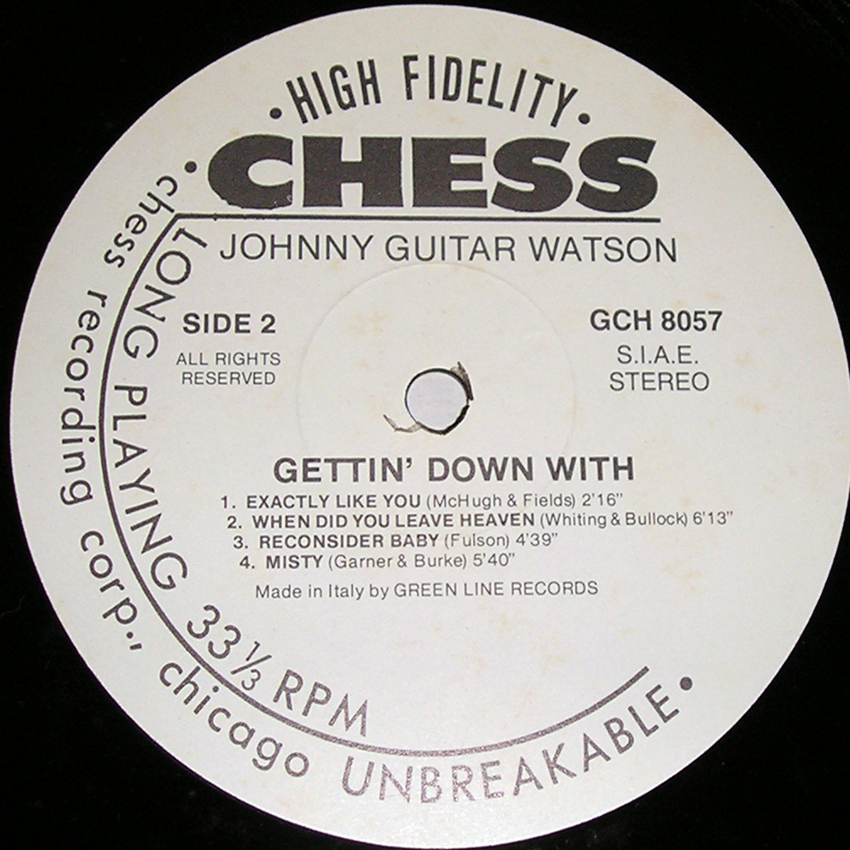 • HIGH FIDELITY •
CHESS
JOHNNY GUITAR WATSON
SIDE 2
ALL RIGHTS
RESERVED
GCH 8057
S.I.A.E.
STEREO
GETTIN' DOWN WITH
1. EXACTLY LIKE YOU (McHugh & Fields) 2'16"
2. WHEN DID YOU LEAVE HEAVEN (Whiting & Bullock) 6'13"
3. RECONSIDER BABY (Fulson) 4'39"
4. MISTY (Garner & Burke) 5'40"
Made in Italy by GREEN LINE RECORDS
LONG PLAYING 33⅓ RPM
• chess recording corp., chicago UNBREAKABLE •